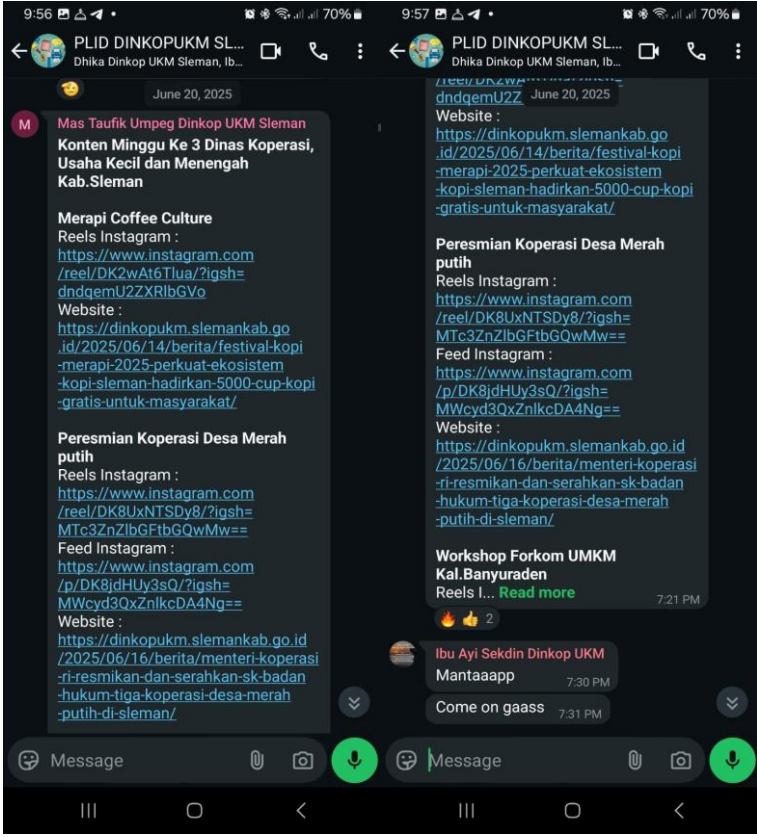 9:56
70%
PLID DINKOPUKM SL...
Dhika Dinkop UKM Sleman, Ib...
June 20, 2025
M
Mas Taufik Umpeg Dinkop UKM Sleman
Konten Minggu Ke 3 Dinas Koperasi,
Usaha Kecil dan Menengah
Kab.Sleman
Merapi Coffee Culture
Reels Instagram :
https://www.instagram.com
/reel/DK2wAt6Tlua/?igsh=
dndqemU2ZXRlbGVo
Website :
https://dinkopukm.slemankab.go
.id/2025/06/14/berita/festival-kopi
-merapi-2025-perkuat-ekosistem
-kopi-sleman-hadirkan-5000-cup-kopi
-gratis-untuk-masyarakat/
Peresmian Koperasi Desa Merah
putih
Reels Instagram :
https://www.instagram.com
/reel/DK8UxNTSDy8/?igsh=
MTc3ZnZlbGFtbGQwMw==
Feed Instagram :
https://www.instagram.com
/p/DK8jdHUy3sQ/?igsh=
MWcyd3QxZnlkcDA4Ng==
Website :
https://dinkopukm.slemankab.go.id
/2025/06/16/berita/menteri-koperasi
-ri-resmikan-dan-serahkan-sk-badan
-hukum-tiga-koperasi-desa-merah
-putih-di-sleman/
Message
9:57
70%
PLID DINKOPUKM SL...
Dhika Dinkop UKM Sleman, Ib...
dndqemU2Z
June 20, 2025
Website :
https://dinkopukm.slemankab.go
.id/2025/06/14/berita/festival-kopi
-merapi-2025-perkuat-ekosistem
-kopi-sleman-hadirkan-5000-cup-kopi
-gratis-untuk-masyarakat/
Peresmian Koperasi Desa Merah
putih
Reels Instagram :
https://www.instagram.com
/reel/DK8UxNTSDy8/?igsh=
MTc3ZnZlbGFtbGQwMw==
Feed Instagram :
https://www.instagram.com
/p/DK8jdHUy3sQ/?igsh=
MWcyd3QxZnlkcDA4Ng==
Website :
https://dinkopukm.slemankab.go.id
/2025/06/16/berita/menteri-koperasi
-ri-resmikan-dan-serahkan-sk-badan
-hukum-tiga-koperasi-desa-merah
-putih-di-sleman/
Workshop Forkom UMKM
Kal.Banyuraden
Reels I... Read more
7:21 PM
2
Ibu Ayi Sekdin Dinkop UKM
Mantaaapp
7:30 PM
Come on gaass
7:31 PM
Message